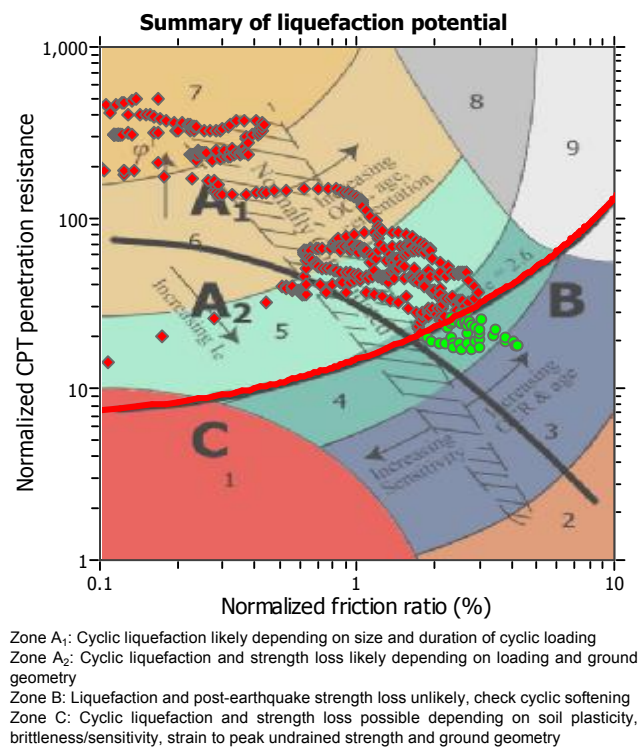 Summary of liquefaction potential
1,000
7
8
9
φ'
Increasing
OCR, age,
cementation
Normally
A1
100
6
A2
Increasing Ic
5
= 2.6
B
10
4
Increasing
OCR & age
C
1
Increasing
Sensitivity
3
2
1
0.1
1
10
Normalized CPT penetration resistance
Normalized friction ratio (%)
Zone A1: Cyclic liquefaction likely depending on size and duration of cyclic loading
Zone A2: Cyclic liquefaction and strength loss likely depending on loading and ground
geometry
Zone B: Liquefaction and post-earthquake strength loss unlikely, check cyclic softening
Zone C: Cyclic liquefaction and strength loss possible depending on soil plasticity,
brittleness/sensitivity, strain to peak undrained strength and ground geometry